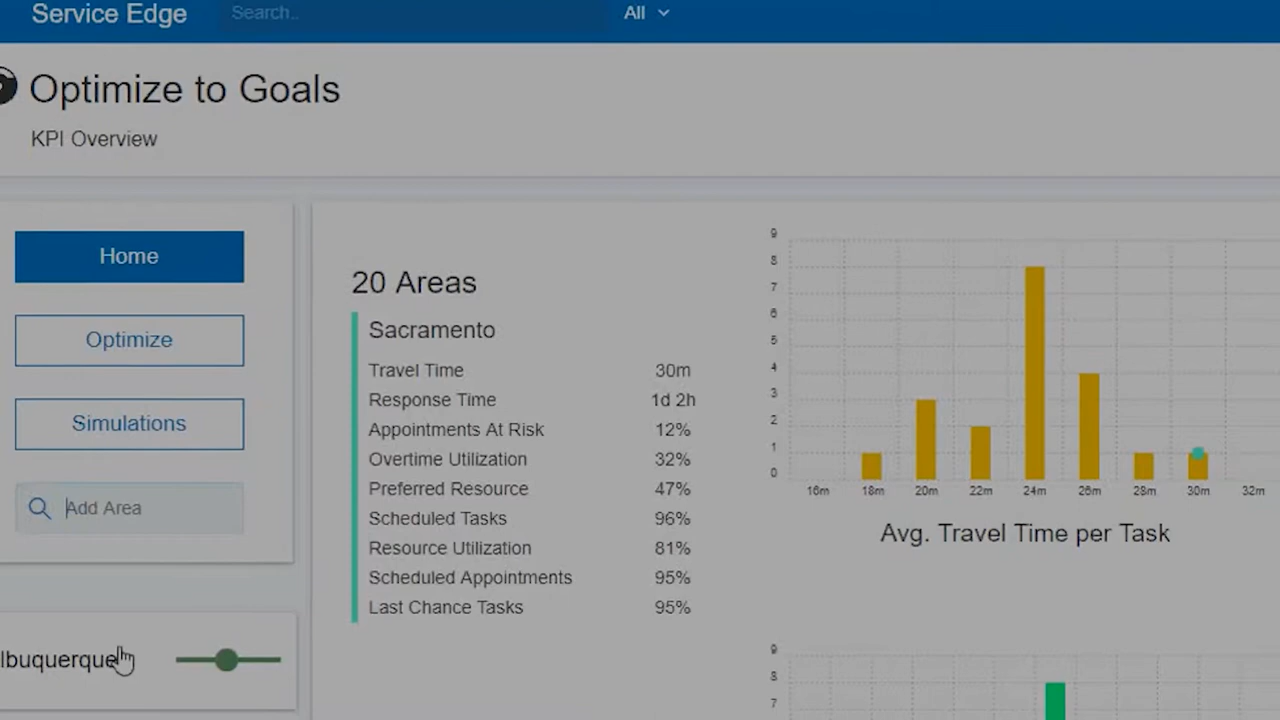 Service Edge
Search..
All
Optimize to Goals
KPI Overview
Home
Optimize
Simulations
Add Area
lbuquerque
20 Areas
Sacramento
Travel Time 30m
Response Time 1d 2h
Appointments At Risk 12%
Overtime Utilization 32%
Preferred Resource 47%
Scheduled Tasks 96%
Resource Utilization 81%
Scheduled Appointments 95%
Last Chance Tasks 95%
9
8
7
6
5
4
3
2
1
0
16m 18m 20m 22m 24m 26m 28m 30m 32m
Avg. Travel Time per Task
9
8
7